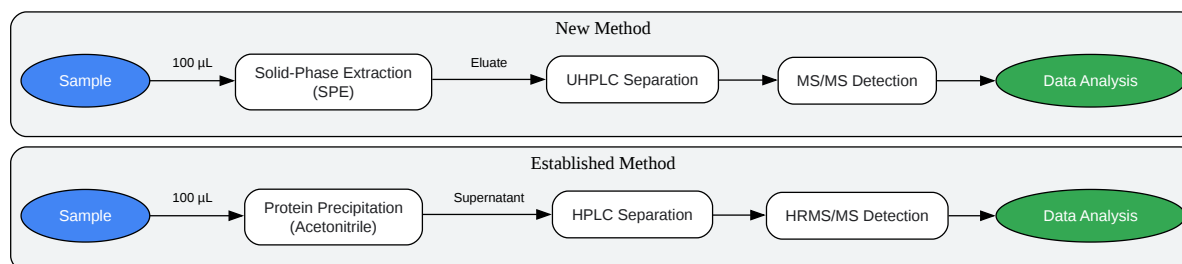 New Method
Sample
100 µL
Solid-Phase Extraction
(SPE)
Eluate
UHPLC Separation
MS/MS Detection
Data Analysis
Established Method
Sample
100 µL
Protein Precipitation
(Acetonitrile)
Supernatant
HPLC Separation
HRMS/MS Detection
Data Analysis